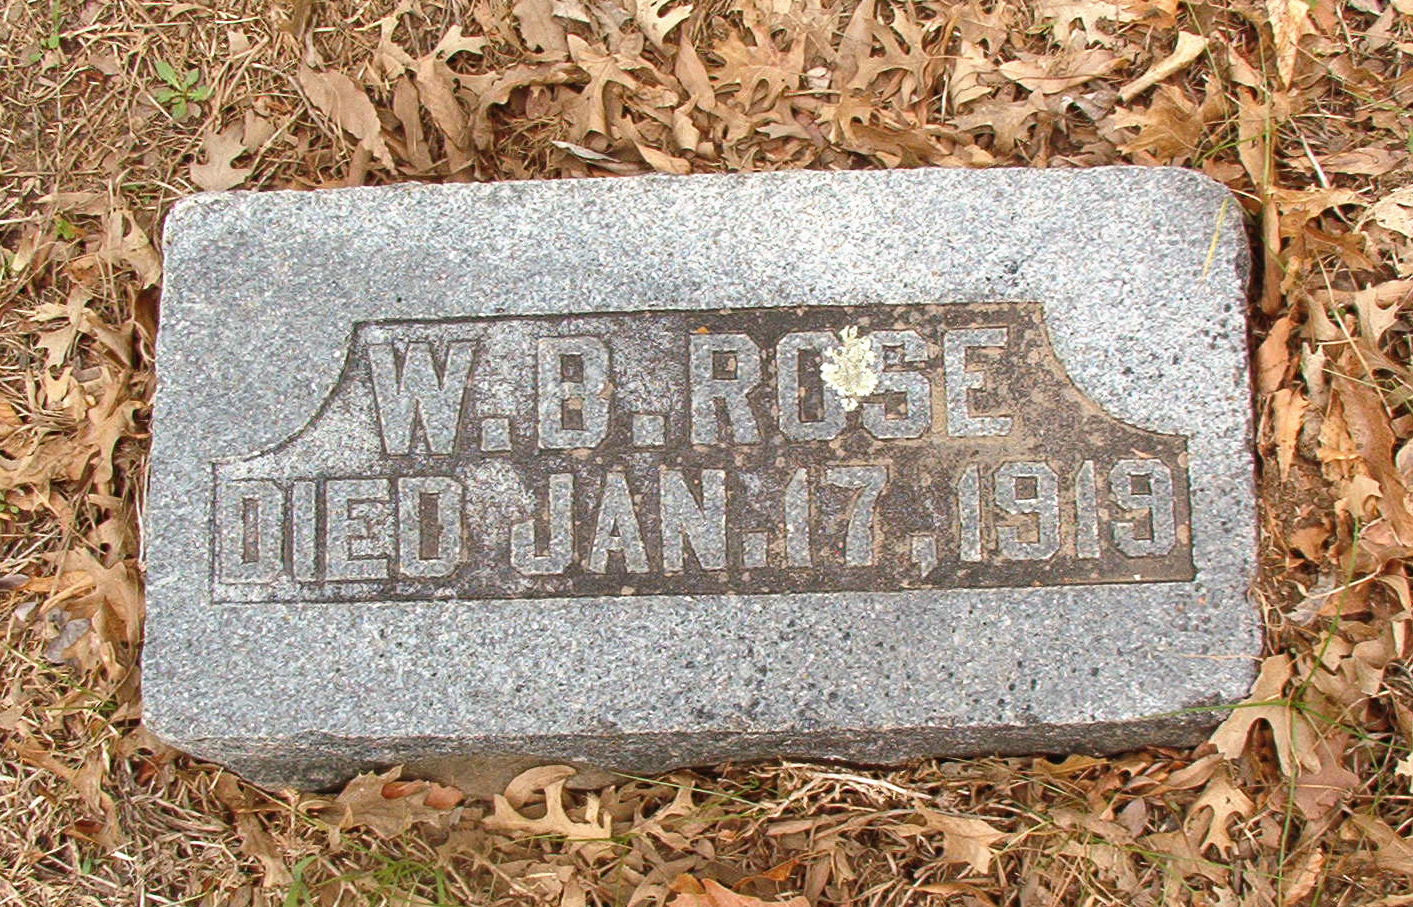 W. B. ROSE
DIED JAN. 17, 1919